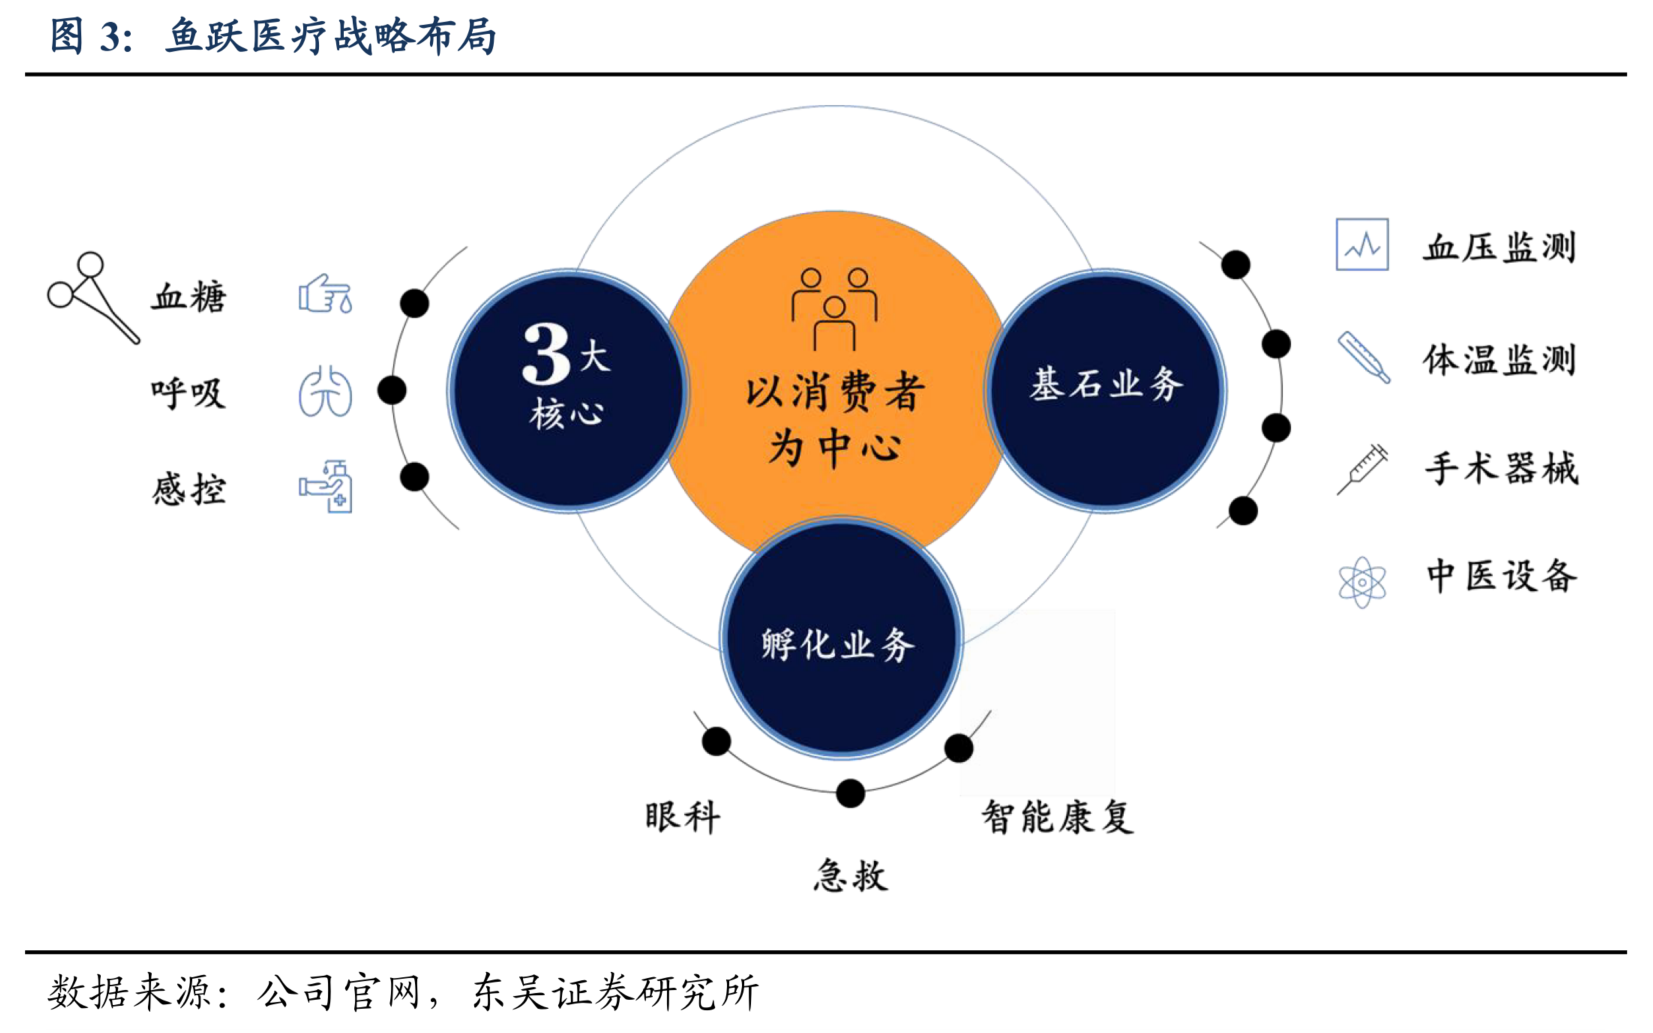 图 3：鱼跃医疗战略布局
血糖
呼吸
感控
3大
核心
以消费者
为中心
基石业务
孵化业务
血压监测
体温监测
手术器械
中医设备
眼科
急救
智能康复
数据来源：公司官网，东吴证券研究所